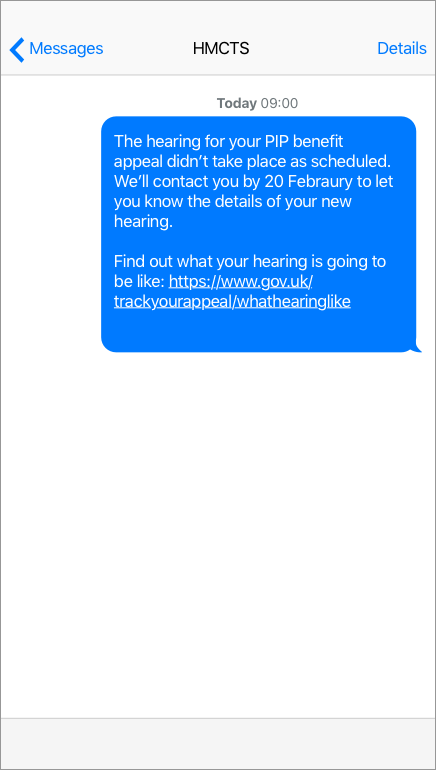 Messages HMCTS Details
Today 09:00
The hearing for your PIP benefit
appeal didn’t take place as scheduled.
We’ll contact you by 20 Febraury to let
you know the details of your new
hearing.
Find out what your hearing is going to
be like: https://www.gov.uk/
trackyourappeal/whathearinglike